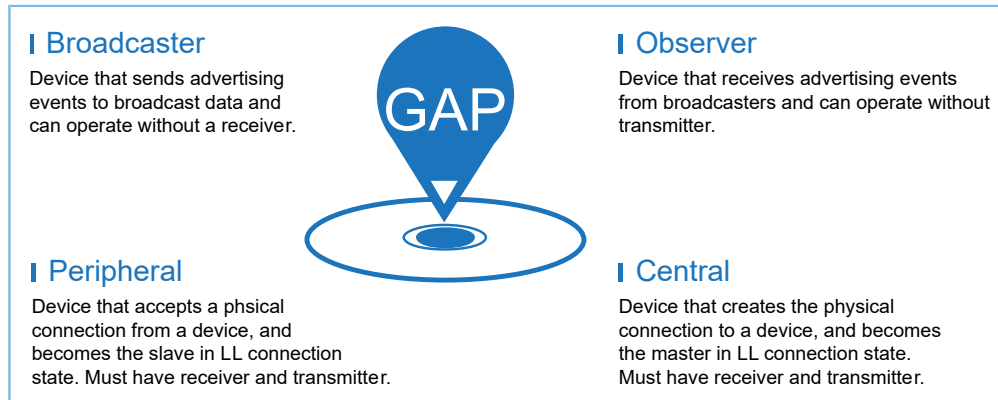 Broadcaster
Device that sends advertising
events to broadcast data and
can operate without a receiver.
GAP
Observer
Device that receives advertising events
from broadcasters and can operate without
transmitter.
Peripheral
Device that accepts a phsical
connection from a device, and
becomes the slave in LL connection
state. Must have receiver and transmitter.
Central
Device that creates the physical
connection to a device, and becomes
the master in LL connection state.
Must have receiver and transmitter.